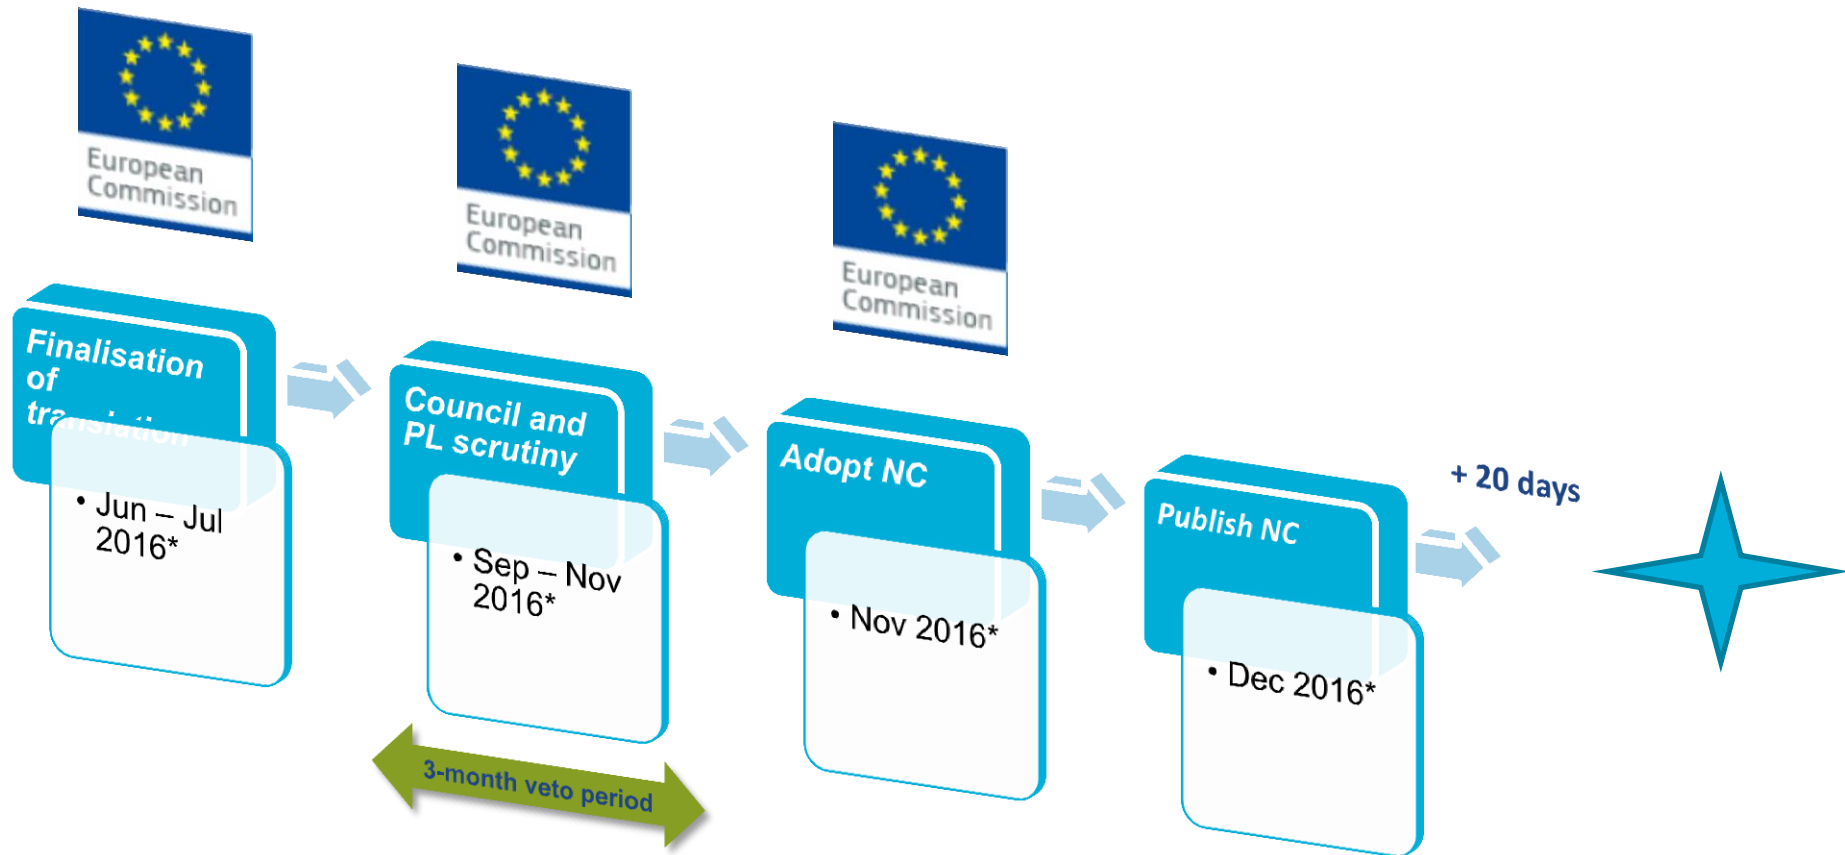 European
Commission
European
Commission
European
Commission
Finalisation
of
translation
• Jun – Jul
2016*
Council and
PL scrutiny
• Sep – Nov
2016*
3-month veto period
Adopt NC
• Nov 2016*
Publish NC
• Dec 2016*
+ 20 days